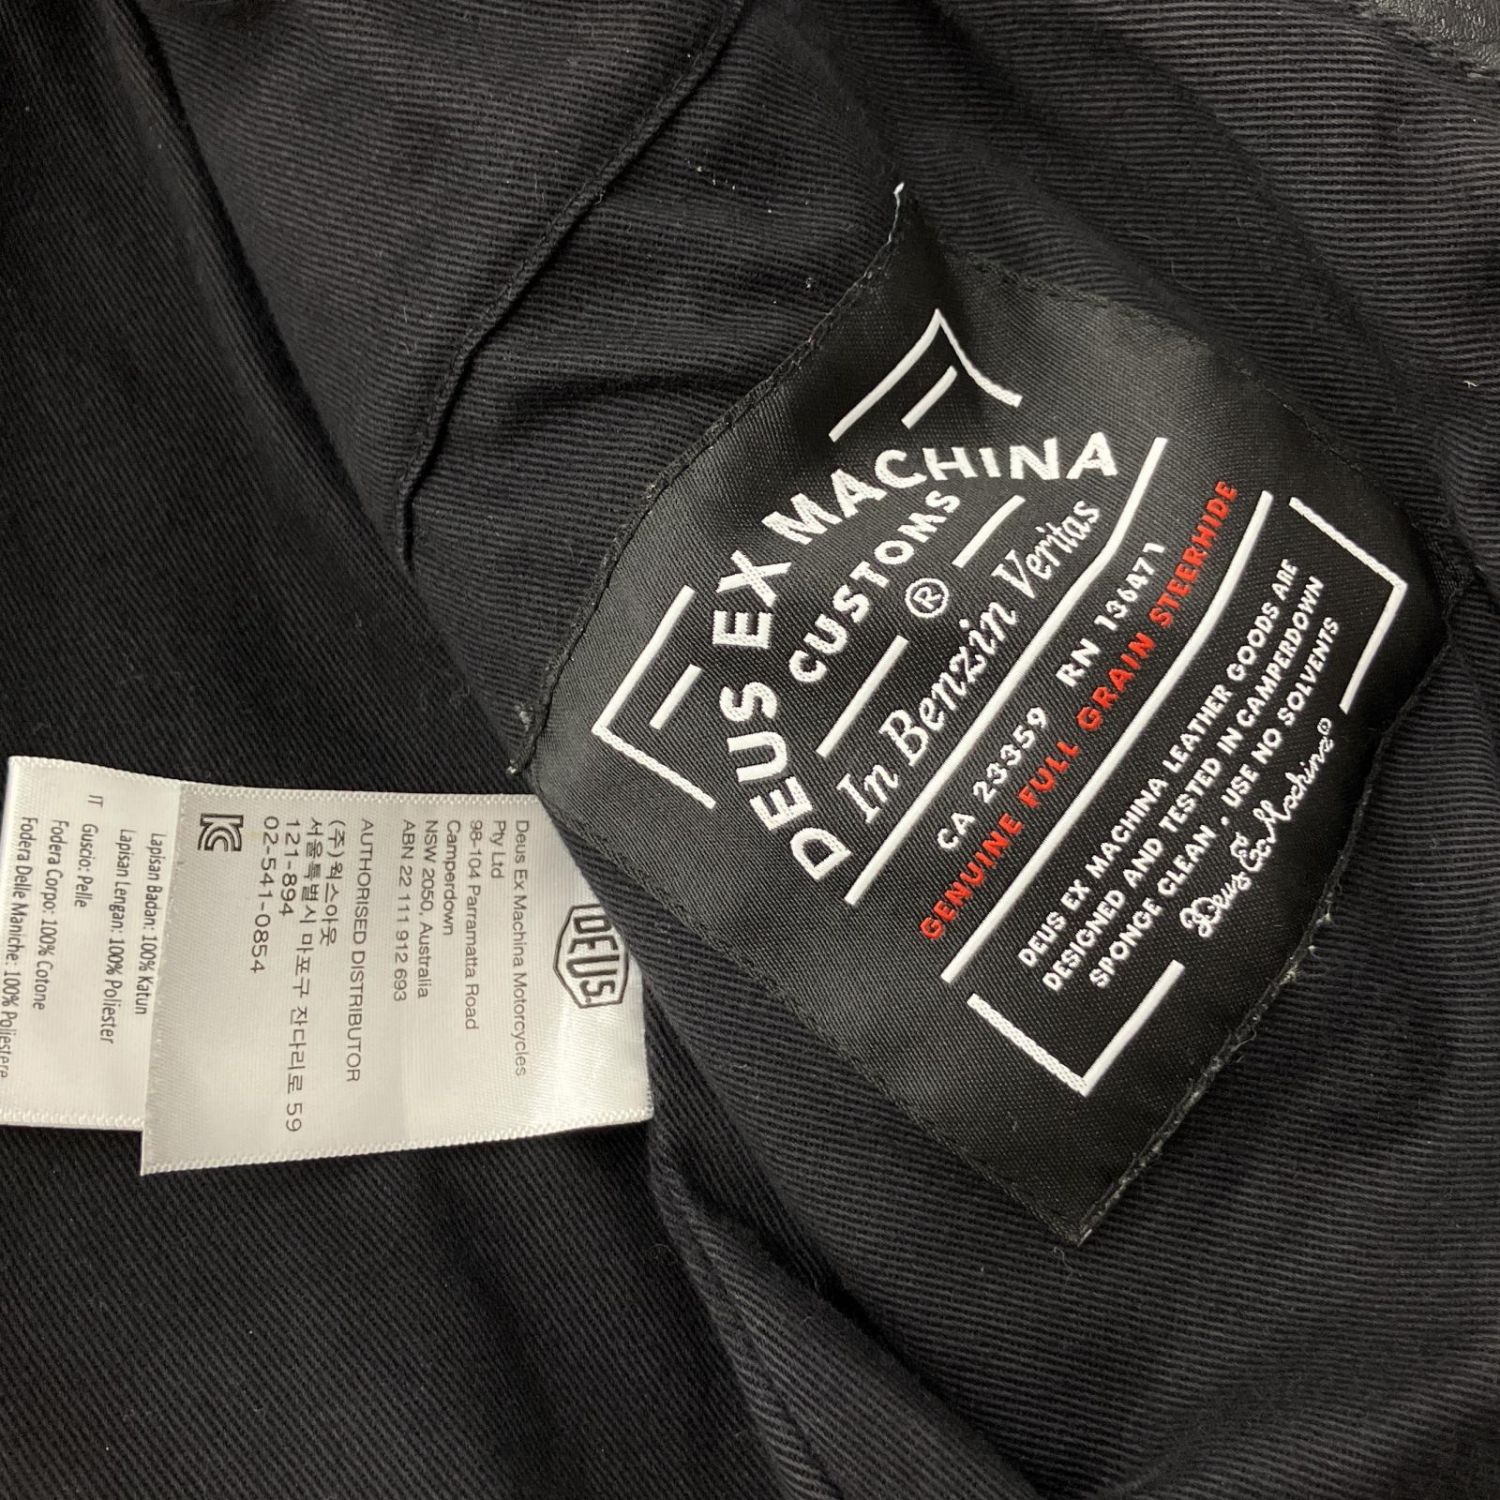 DEUS EX MACHINA
CUSTOMS
®
In Benzin Veritas
CA 23359 RN 136471
GENUINE FULL GRAIN STEERHIDE
DEUS EX MACHINA LEATHER GOODS ARE
DESIGNED AND TESTED IN CAMPERDOWN
SPONGE CLEAN · USE NO SOLVENTS
Deus Ex Machina®
DEUS
Deus Ex Machina Motorcycles
Pty Ltd
98-104 Parramatta Road
Camperdown
NSW 2050, Australia
ABN 22 111 912 693
AUTHORISED DISTRIBUTOR
(주)웍스아웃
서울특별시 마포구 잔다리로 59
121-894
02-541-0854
Lapisan Badan: 100% Katun
Lapisan Lengan: 100% Poliester
IT Guscio: Pelle
Fodera Corpo: 100% Cotone
Fodera Delle Maniche: 100% Poliestere